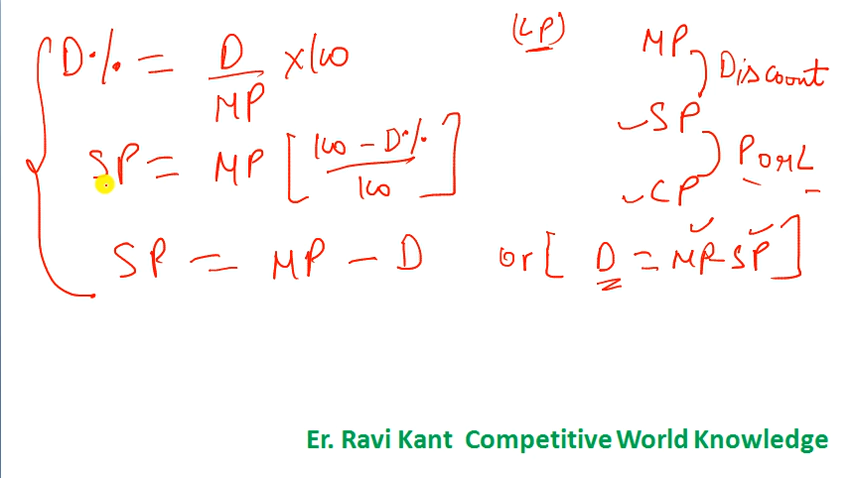 D% = D/MP × 100
SP = MP [ 100 - D% / 100 ]
SP = MP - D or [ D = MP - SP ]
(LP)
MP
Discount
SP
P or L
CP
Er. Ravi Kant Competitive World Knowledge